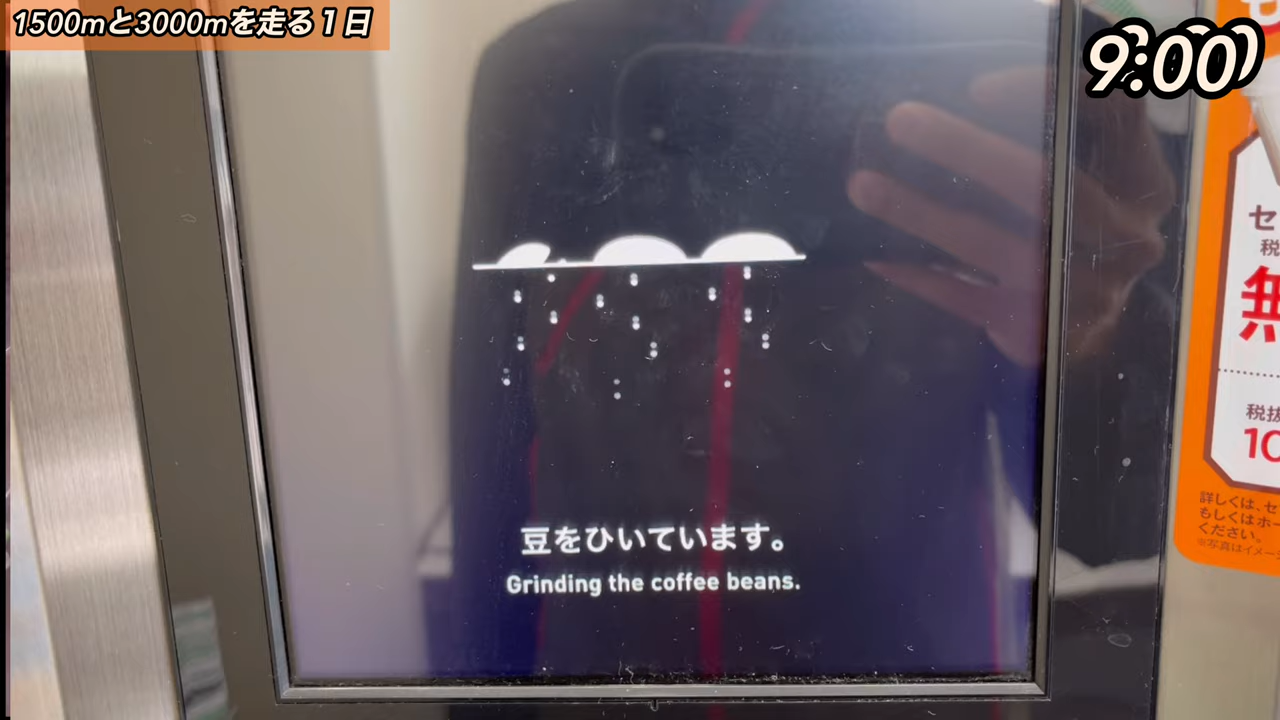 1500mと3000mを走る1日
9:00
豆をひいています。
Grinding the coffee beans.
セ
税
無
税抜
10
詳しくは、セ
もしくはホー
ください。
※写真はイメー